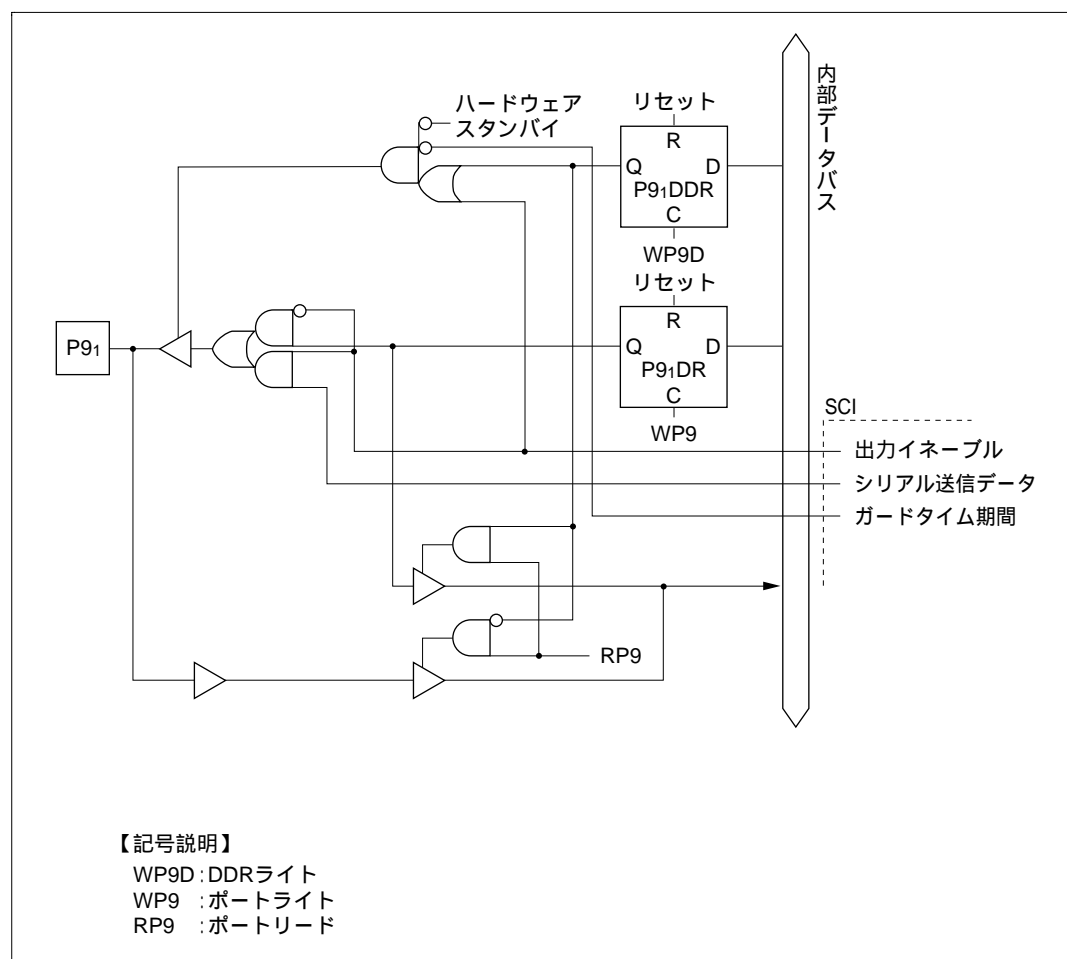 ハードウェア
スタンバイ
リセット
R
Q D
P9₁DDR
C
WP9D
リセット
R
Q D
P9₁DR
C
WP9
P9₁
内部データバス
SCI
出力イネーブル
シリアル送信データ
ガードタイム期間
RP9
【記号説明】
WP9D : DDRライト
WP9 : ポートライト
RP9 : ポートリード